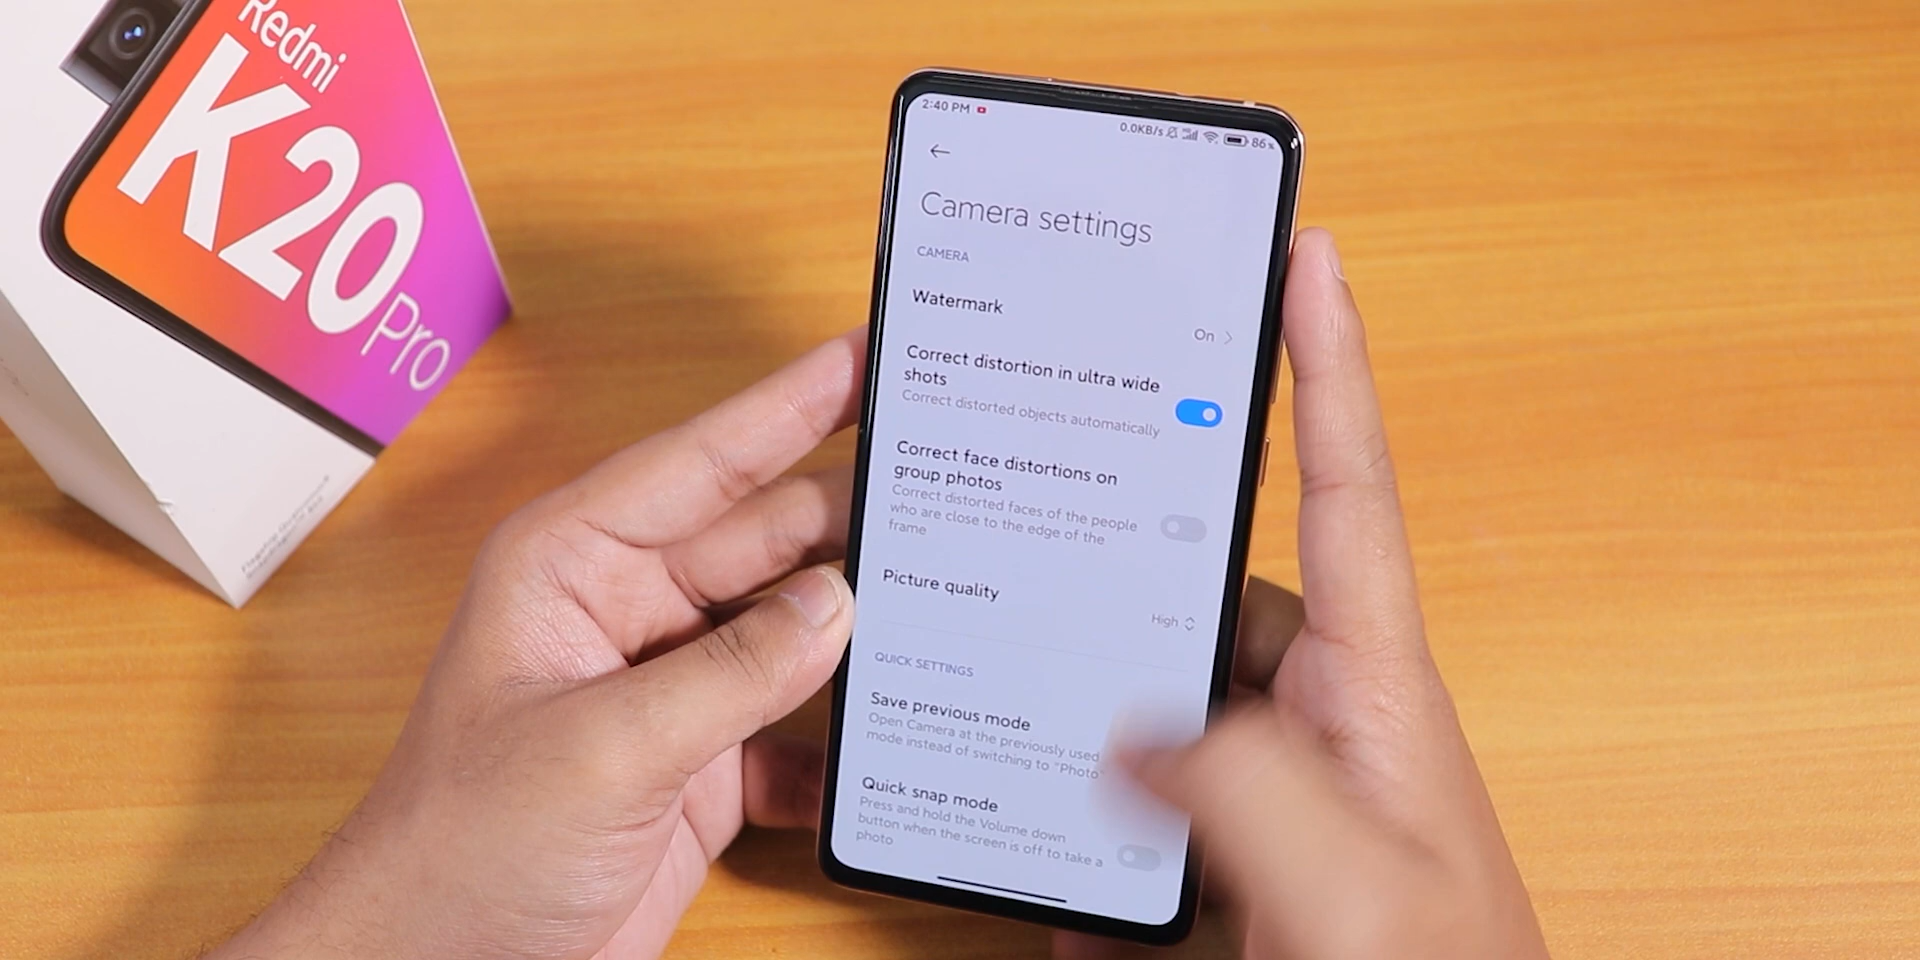 Redmi
K20 Pro
2:40 PM
0.0KB/s
86%
Camera settings
CAMERA
Watermark
On
Correct distortion in ultra wide
shots
Correct distorted objects automatically
Correct face distortions on
group photos
Correct distorted faces of the people
who are close to the edge of the
frame
Picture quality
High
QUICK SETTINGS
Save previous mode
Open Camera at the previously used
mode instead of switching to "Photo"
Quick snap mode
Press and hold the Volume down
button when the screen is off to take a
photo